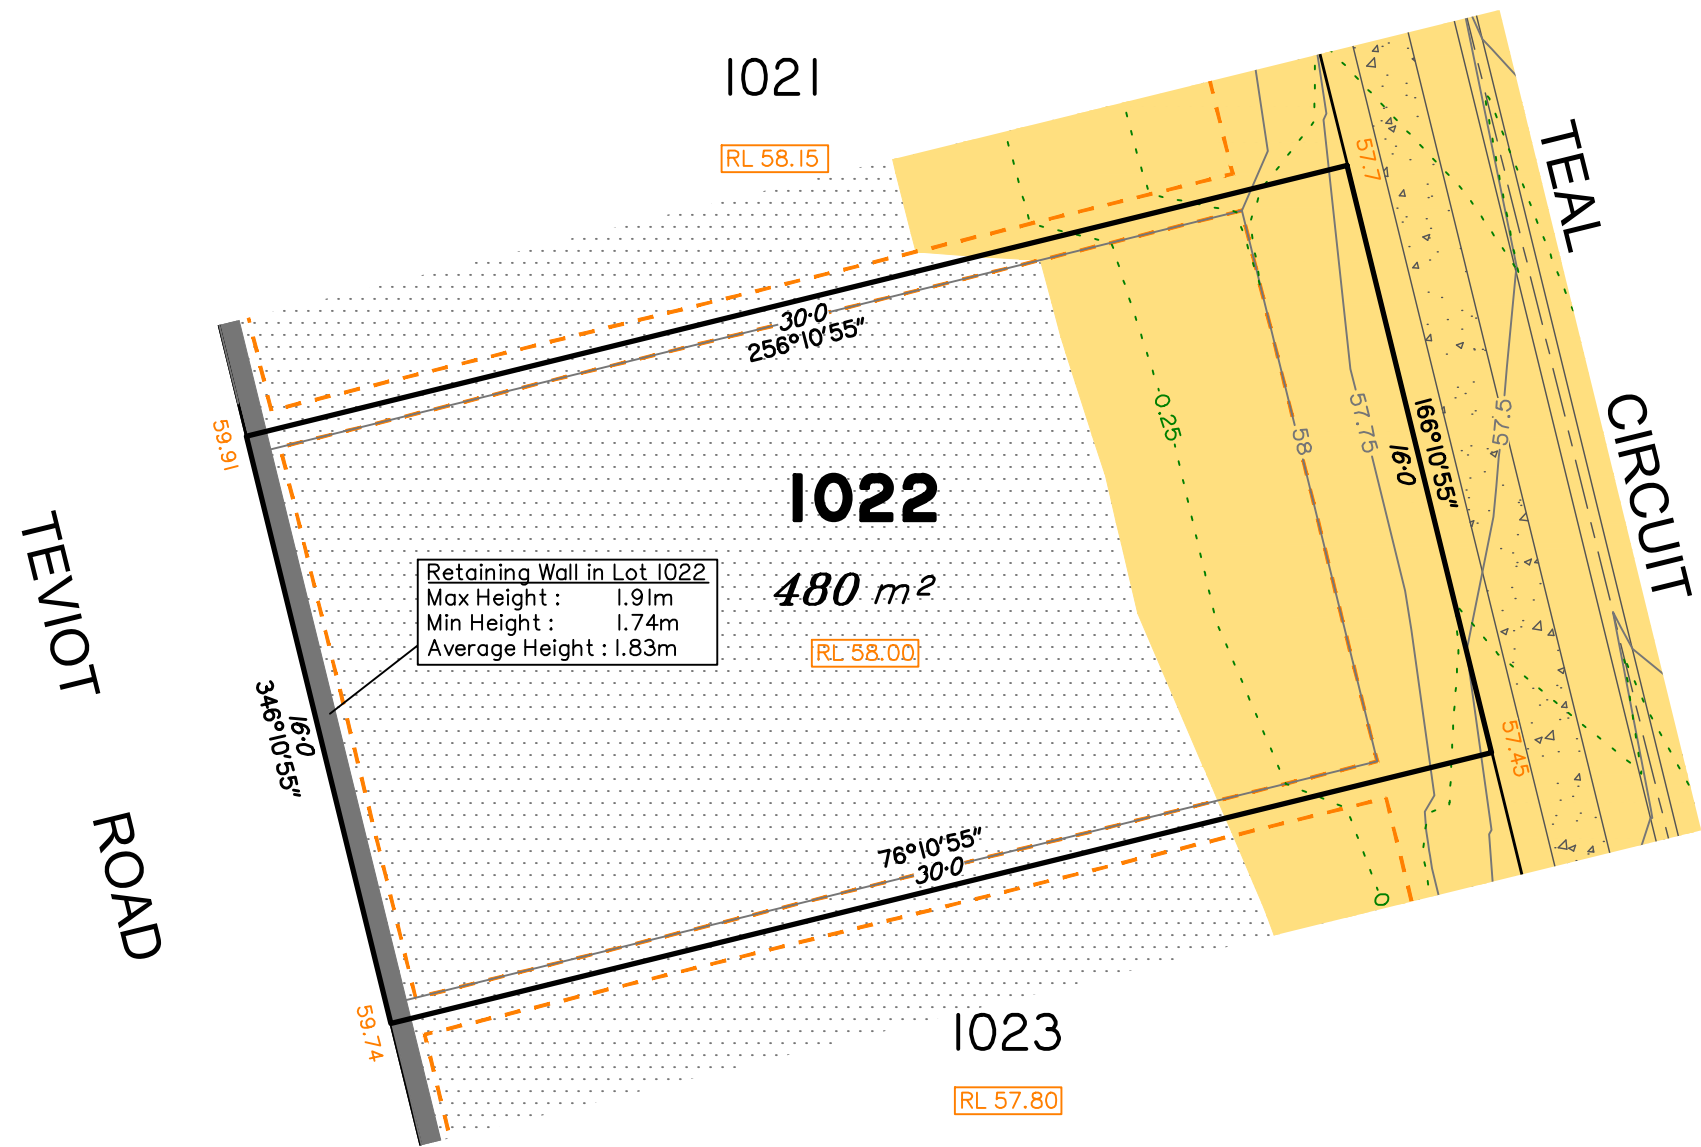 1021
RL 58.15
TEAL
CIRCUIT
57.7
30·0
256°10'55"
59.91
0.25
58
57.75
166°10'55"
16·0
57.5
1022
480 m²
RL 58.00
Retaining Wall in Lot 1022
Max Height : 1.91m
Min Height : 1.74m
Average Height : 1.83m
TEVIOT
ROAD
16·0
346°10'55"
57.45
76°10'55"
30·0
0
59.74
1023
RL 57.80